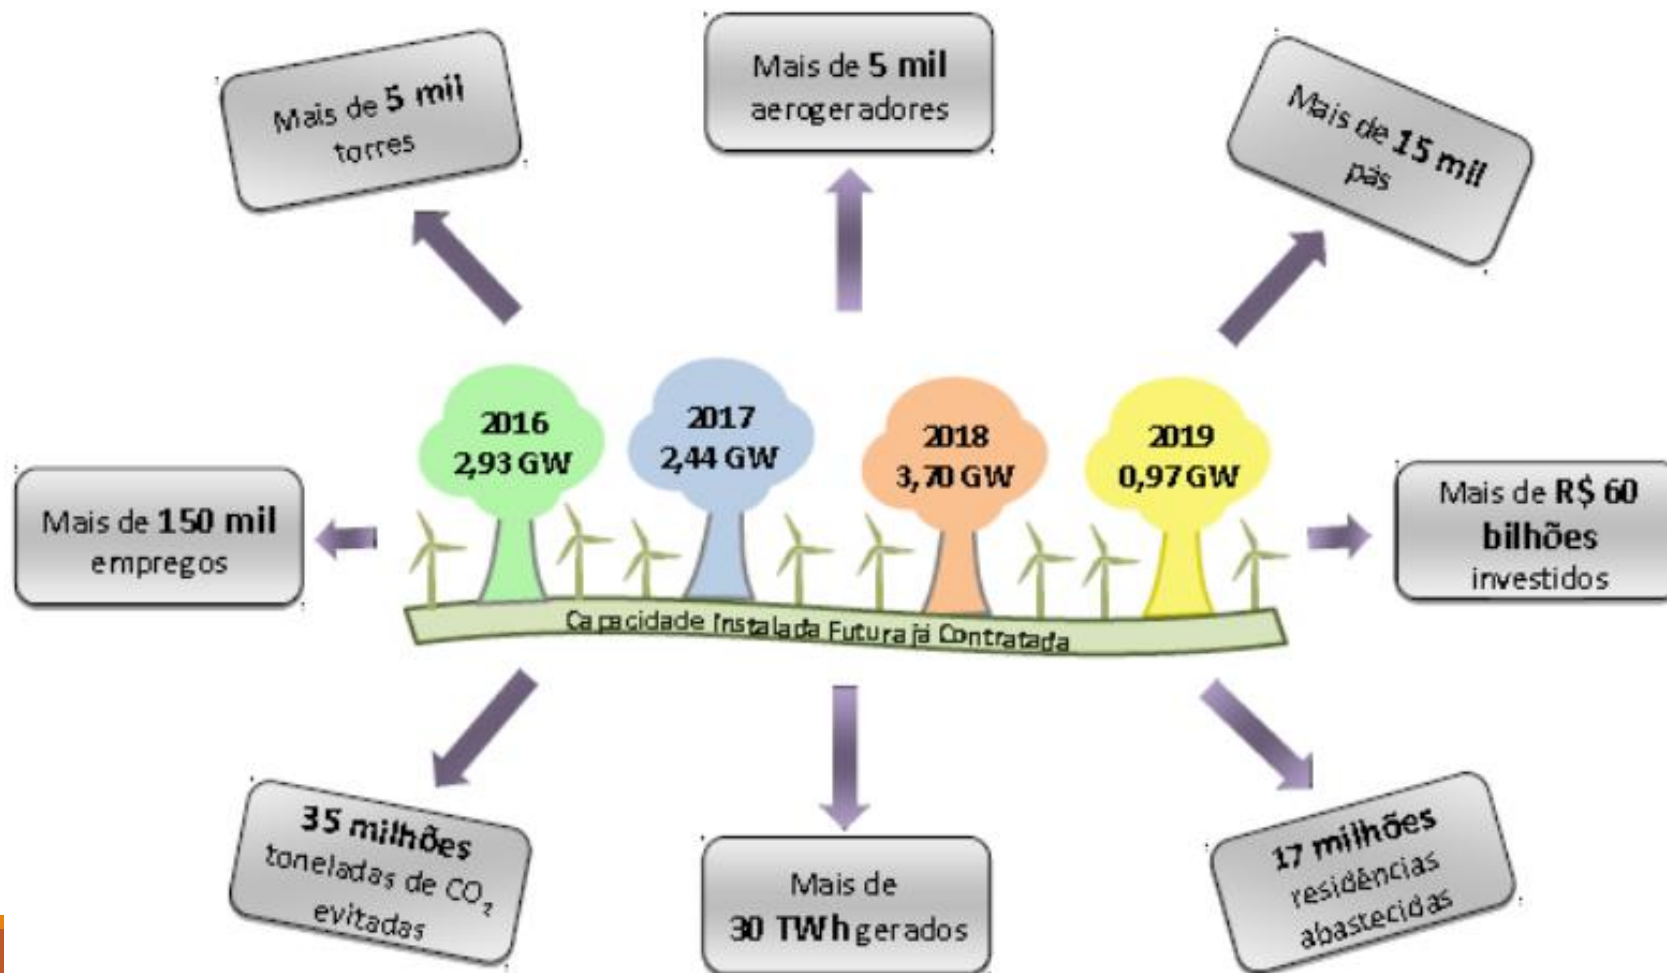 Mais de 5 mil
torres
Mais de 5 mil
aerogeradores
Mais de 15 mil
pás
2016
2,93 GW
2017
2,44 GW
2018
3,70 GW
2019
0,97 GW
Mais de 150 mil
empregos
Mais de R$ 60
bilhões
investidos
Capacidade Instalada Futura já Contratada
35 milhões
toneladas de CO₂
evitadas
Mais de
30 TWh gerados
17 milhões
residências
abastecidas